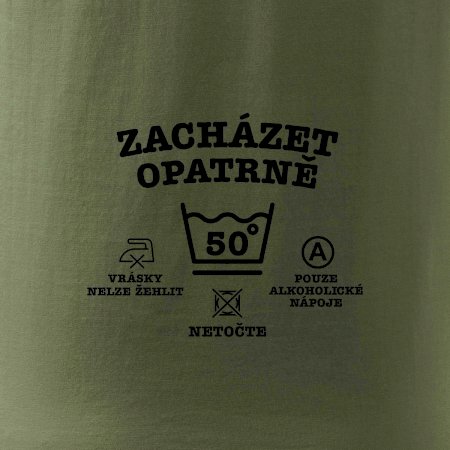 ZACHÁZET
OPATRNĚ
50°
VRÁSKY
NELZE ŽEHLIT
A
POUZE
ALKOHOLICKÉ
NÁPOJE
NETOČTE